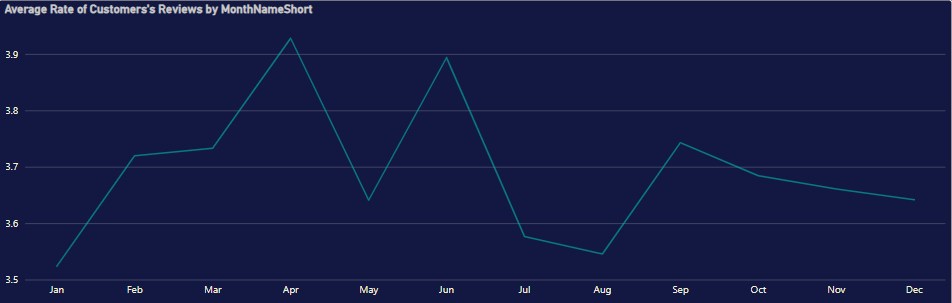 Average Rate of Customers's Reviews by MonthNameShort
3.9
3.8
3.7
3.6
3.5
Jan Feb Mar Apr May Jun Jul Aug Sep Oct Nov Dec